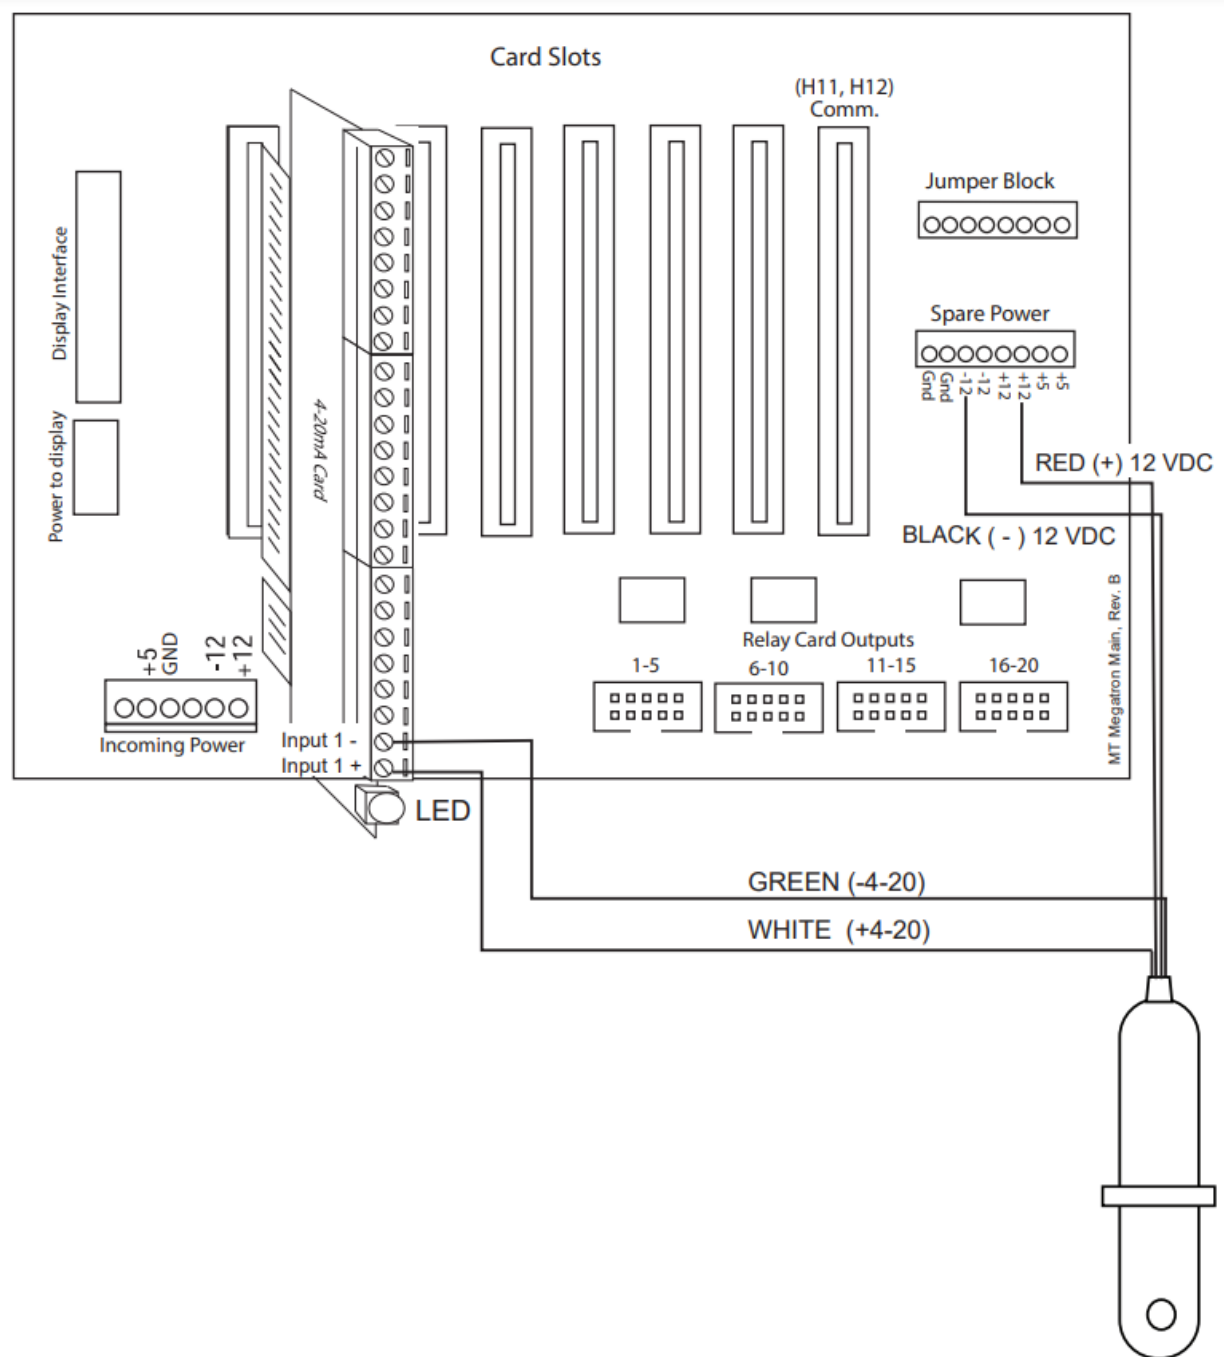 Card Slots
(H11, H12)
Comm.
Jumper Block
Display Interface
Spare Power
Gnd
Gnd
-12
-12
+12
+12
+5
+5
4-20mA Card
Power to display
RED (+) 12 VDC
BLACK ( - ) 12 VDC
MT Megatron Main, Rev. B
Relay Card Outputs
1-5
6-10
11-15
16-20
+5
GND
-12
+12
Incoming Power
Input 1 -
Input 1 +
LED
GREEN (-4-20)
WHITE (+4-20)